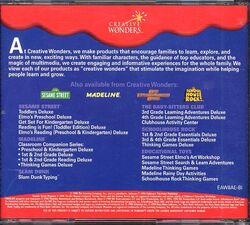 CREATIVE
WONDERS.
At Creative Wonders, we make products that encourage families to learn, explore, and
create in new, exciting ways. With familiar characters, the guidance of top educators, and the
magic of multimedia, we create engaging and informative experiences for the whole family. We
view each of our products as "creative wonders" that stimulate the imagination while helping
people learn and grow.
Also available from Creative Wonders:
SESAME STREET
MADELINE.
SCHOOL HOUSE ROCK!
SESAME STREET
Toddlers Deluxe
Elmo's Preschool Deluxe
Get Set For Kindergarten Deluxe
Reading is Fun! (Toddler Edition) Deluxe
Elmo's Reading (Preschool & Kindergarten) Deluxe
MADELINE
Classroom Companion Series:
• Preschool & Kindergarten Deluxe
• 1st & 2nd Grade Deluxe
• 1st & 2nd Grade Reading Deluxe
• Thinking Games Deluxe
SLAM DUNK
Slam Dunk Typing
THE BABY-SITTERS CLUB
3rd Grade Learning Adventures Deluxe
4th Grade Learning Adventures Deluxe
Clubhouse Activity Center
SCHOOLHOUSE ROCK
1st & 2nd Grade Essentials Deluxe
3rd & 4th Grade Essentials Deluxe
Thinking Games Deluxe
EDUCATIONAL TOYS
Sesame Street Elmo's Art Workshop
Sesame Street Search & Learn Adventures
Madeline Thinking Games
Madeline Rainy Day Activities
Schoolhouse Rock Thinking Games